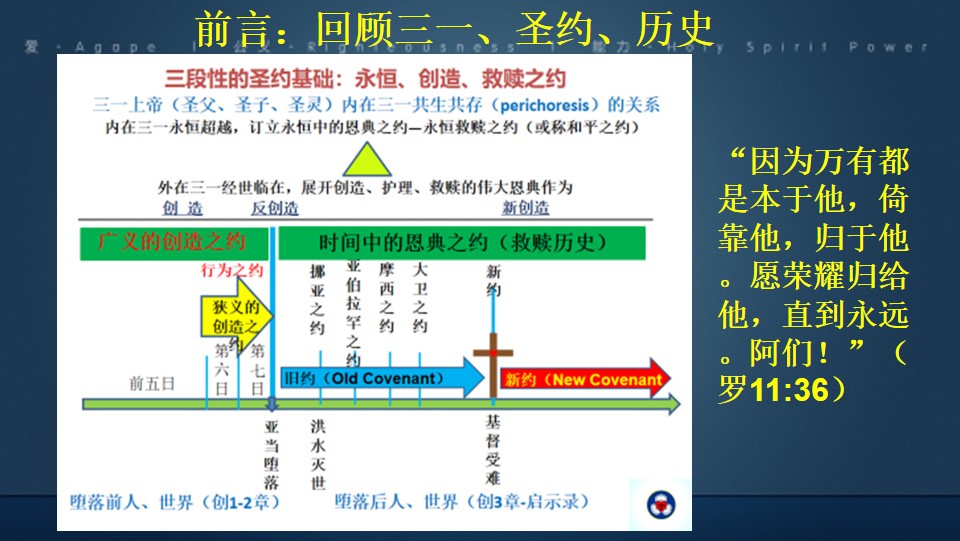 前言：回顾三一、圣约、历史
爱 · Agape | 公义 · Righteousness | 能力 · Holy Spirit Power
三段性的圣约基础：永恒、创造、救赎之约
三一上帝（圣父、圣子、圣灵）内在三一共生共存（perichoresis）的关系
内在三一永恒超越，订立永恒中的恩典之约—永恒救赎之约（或称和平之约）
外在三一经世临在，展开创造、护理、救赎的伟大恩典作为
创 造
反创造
新创造
广义的创造之约
时间中的恩典之约（救赎历史）
行为之约
狭义的
创造之
约
挪亚之约
亚伯拉罕之约
摩西之约
大卫之约
新约
前五日
第六日
第七日
旧约（Old Covenant）
新约（New Covenant
亚当堕落
洪水灭世
基督受难
堕落前人、世界（创1-2章）
堕落后人、世界（创3章-启示录）
“因为万有都
是本于他，倚
靠他，归于他
。愿荣耀归给
他，直到永远
。阿们！”（
罗11:36）